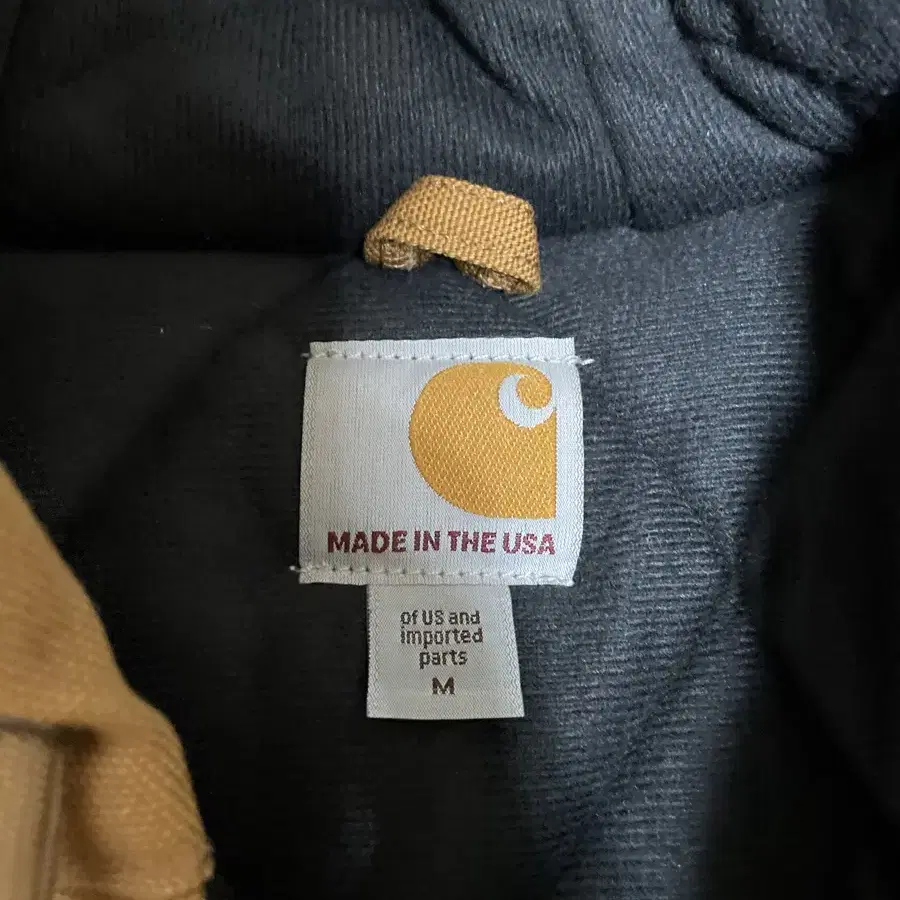 MADE IN THE USA
of US and
imported
parts
M